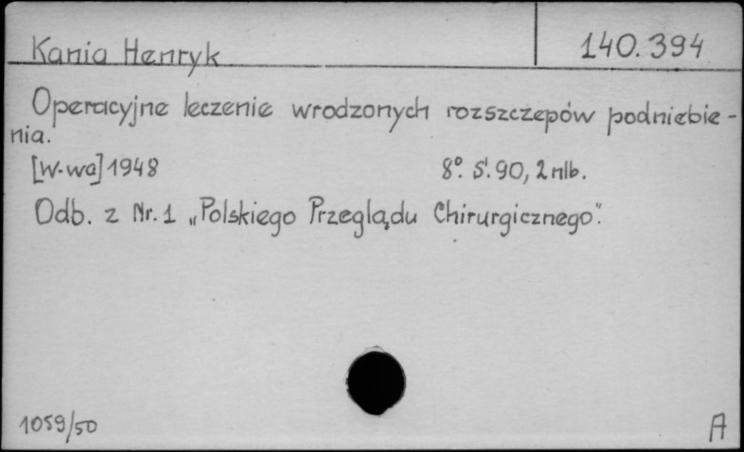 Kania Henryk 140.394
Operacyjne leczenie wrodzonych rozszczepów podniebie-
nia.
[W-wa] 1948 8° S. 90, 2 nlb.
Odb. z Nr. 1 „Polskiego Przeglądu Chirurgicznego".
1059/50 A